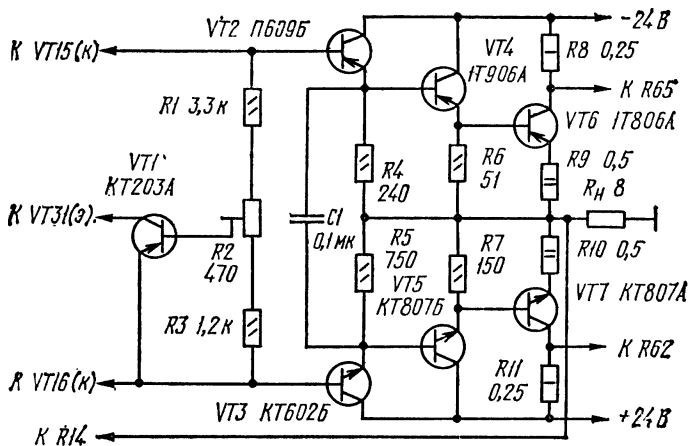 VT2 П609Б
-24 В
К VT15(к)
R1 3,3к
VT4
1Т906А
R8 0,25
К R65
VT6 1Т806А
VT1
КТ203А
R4
240
R6
51
R9 0,5
Rн 8
К VT31(э)
R2
470
C1
0,1мк
R5
750
R7
150
R10 0,5
VT5
КТ807Б
VT7 КТ807А
R3 1,2к
К VT16(к)
R11
0,25
К R62
VT3 КТ602Б
+24 В
К R14